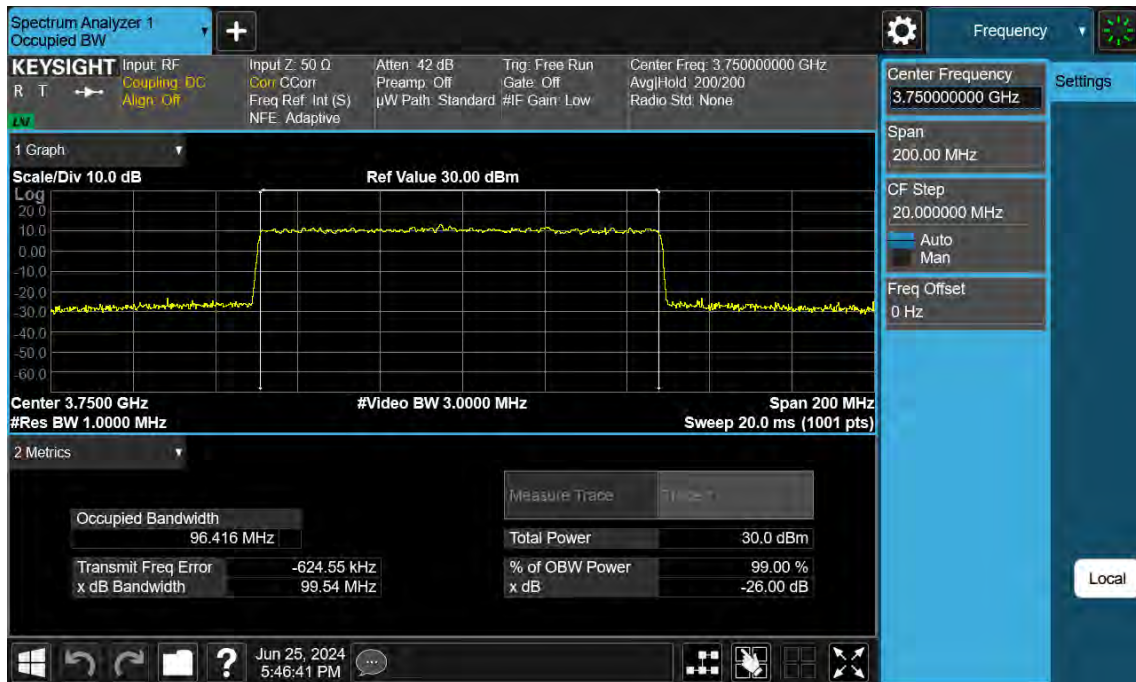 Spectrum Analyzer 1
Occupied BW
+
Frequency
KEYSIGHT
R T
LXI
Input: RF
Coupling: DC
Align: Off
Input Z: 50 Ω
Corr CCorr
Freq Ref: Int (S)
NFE: Adaptive
Atten: 42 dB
Preamp: Off
µW Path: Standard
Trig: Free Run
Gate: Off
#IF Gain: Low
Center Freq: 3.750000000 GHz
Avg|Hold: 200/200
Radio Std: None
Center Frequency
3.750000000 GHz
Settings
Span
200.00 MHz
CF Step
20.000000 MHz
Auto
Man
Freq Offset
0 Hz
Local
1 Graph
Scale/Div 10.0 dB
Ref Value 30.00 dBm
Log
20.0
10.0
0.00
-10.0
-20.0
-30.0
-40.0
-50.0
-60.0
Center 3.7500 GHz
#Video BW 3.0000 MHz
Span 200 MHz
#Res BW 1.0000 MHz
Sweep 20.0 ms (1001 pts)
2 Metrics
Measure Trace
Trace 1
Occupied Bandwidth
96.416 MHz
Total Power
30.0 dBm
Transmit Freq Error
-624.55 kHz
% of OBW Power
99.00 %
x dB Bandwidth
99.54 MHz
x dB
-26.00 dB
?
Jun 25, 2024
5:46:41 PM